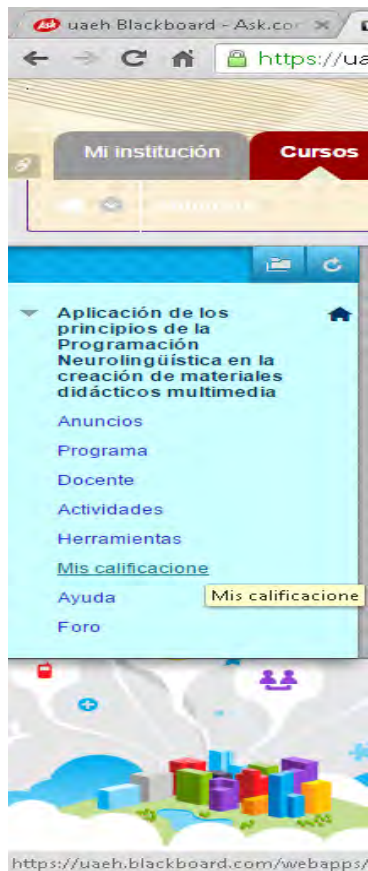 uaeh Blackboard - Ask.co
https://ua
Mi institución
Cursos
Aplicación de los
principios de la
Programación
Neurolingüística en la
creación de materiales
didácticos multimedia
Anuncios
Programa
Docente
Actividades
Herramientas
Mis calificacione
Ayuda
Mis calificacione
Foro
https://uaeh.blackboard.com/webapps/